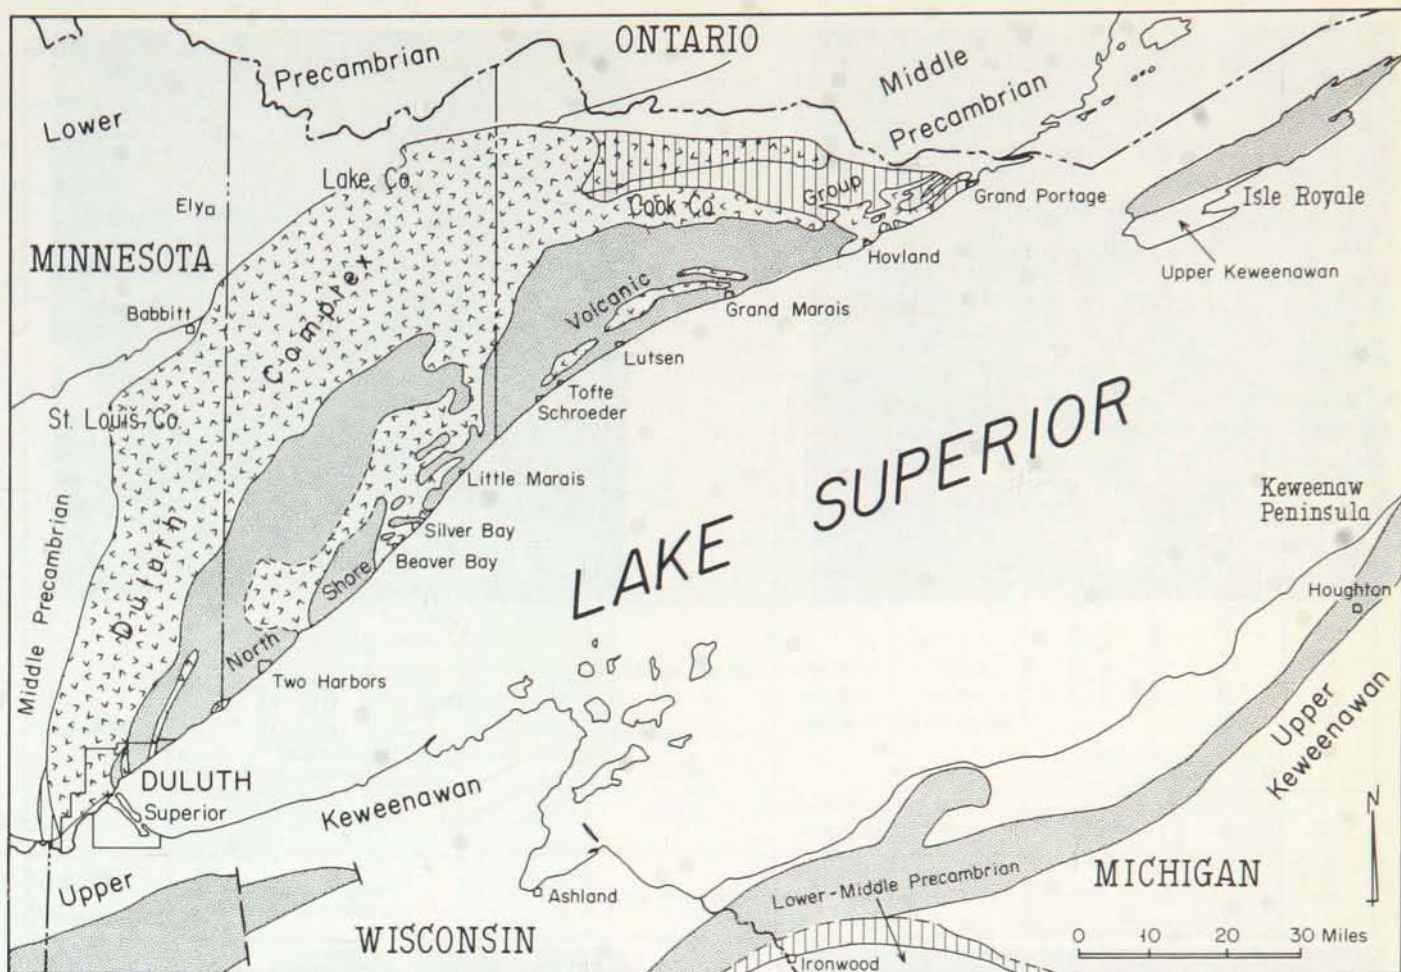 ONTARIO
Precambrian
Middle
Precambrian
Lower
Lake Co.
Group
Grand Portage
Ely
Cook Co
Isle Royale
MINNESOTA
Hovland
Upper Keweenawan
Babbitt
Complex
Volcanic
Grand Marais
Lutsen
Tofte
Schroeder
St. Louis Co.
LAKE SUPERIOR
Little Marais
Keweenaw
Peninsula
Middle Precambrian
Duluth
Silver Bay
Beaver Bay
Shore
Houghton
North
Two Harbors
Upper
Keweenawan
DULUTH
Superior
Keweenawan
N
Upper
Ashland
Lower-Middle Precambrian
MICHIGAN
WISCONSIN
Ironwood
0 10 20 30 Miles